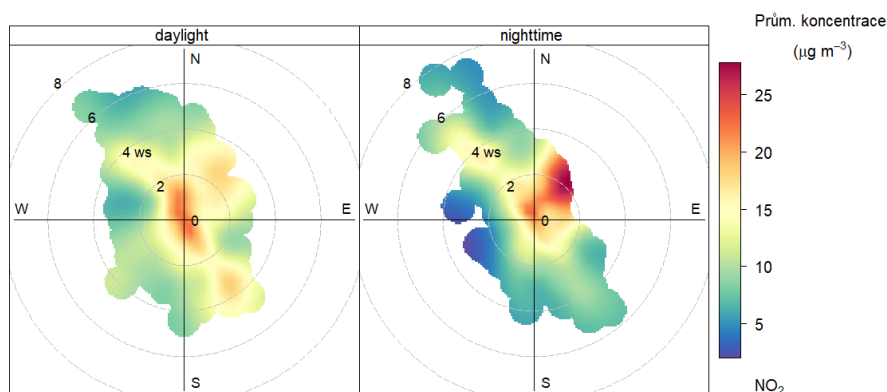 daylight
nighttime
Prům. koncentrace
(µg m⁻³)
N
8
6
4 ws
2
W
0
E
S
N
8
6
4 ws
2
W
0
E
S
25
20
15
10
5
NO₂